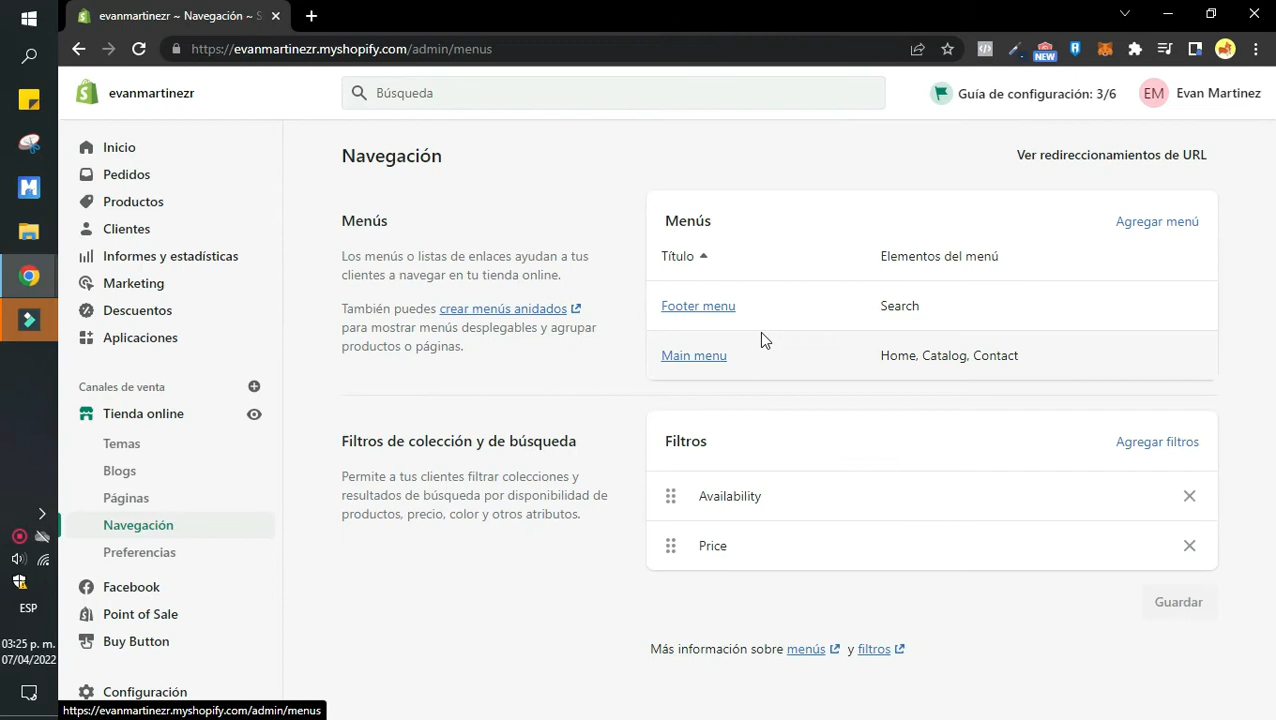 evanmartinezr ~ Navegación ~ S
https://evanmartinezr.myshopify.com/admin/menus
NEW
evanmartinezr
Búsqueda
Guía de configuración: 3/6
EM
Evan Martinez
Inicio
Pedidos
Productos
Clientes
Informes y estadísticas
Marketing
Descuentos
Aplicaciones
Canales de venta
Tienda online
Temas
Blogs
Páginas
Navegación
Preferencias
Facebook
Point of Sale
Buy Button
Configuración
https://evanmartinezr.myshopify.com/admin/menus
Navegación
Ver redireccionamientos de URL
Menús
Los menús o listas de enlaces ayudan a tus
clientes a navegar en tu tienda online.
También puedes crear menús anidados
para mostrar menús desplegables y agrupar
productos o páginas.
Menús
Agregar menú
Título
Elementos del menú
Footer menu
Search
Main menu
Home, Catalog, Contact
Filtros de colección y de búsqueda
Permite a tus clientes filtrar colecciones y
resultados de búsqueda por disponibilidad de
productos, precio, color y otros atributos.
Filtros
Agregar filtros
Availability
Price
Guardar
Más información sobre menús y filtros
ESP
03:25 p. m.
07/04/2022